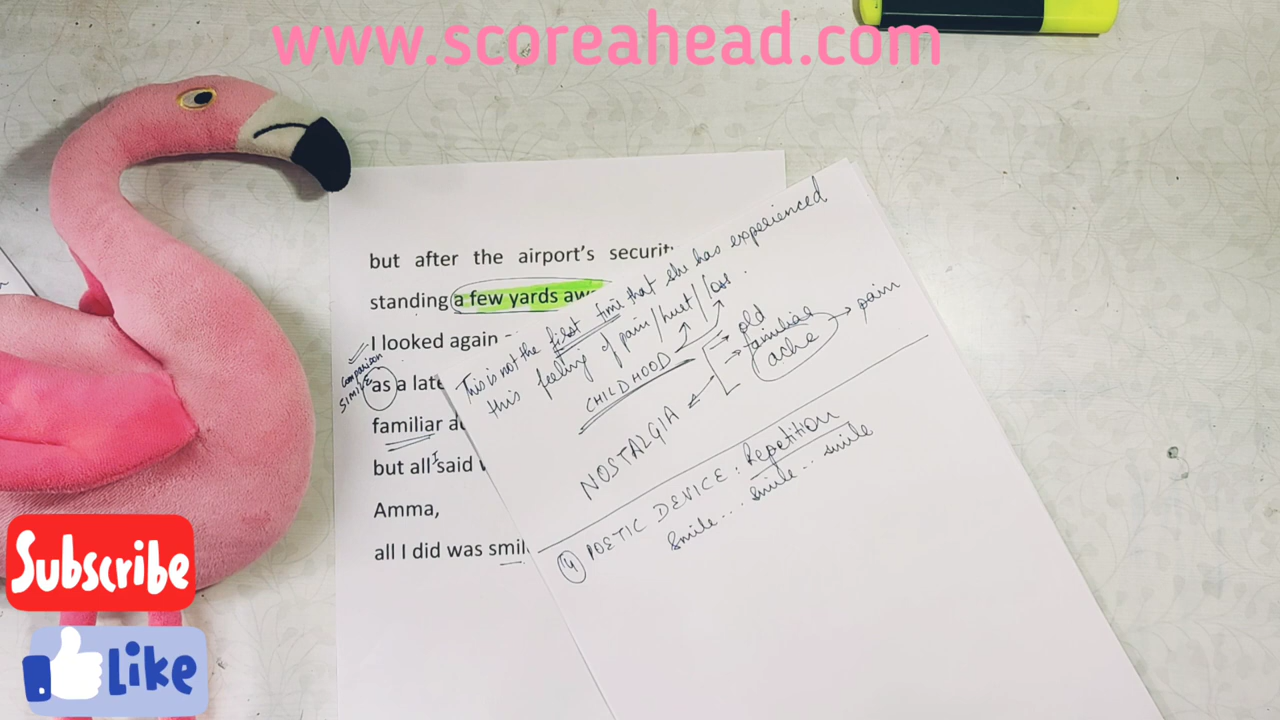 www.scoreahead.com
but after the airport's securit
standing a few yards aw
I looked again -
as a late
familiar a
but all I said w
Amma,
all I did was smil
Comparison
SIMILE
This is not the first time that she has experienced
this feeling of pain/hurt/loss.
CHILDHOOD
NOSTALGIA
old
familiar
ache → pain
4 POETIC DEVICE: Repetition
Smile... smile... smile
Subscribe
Like